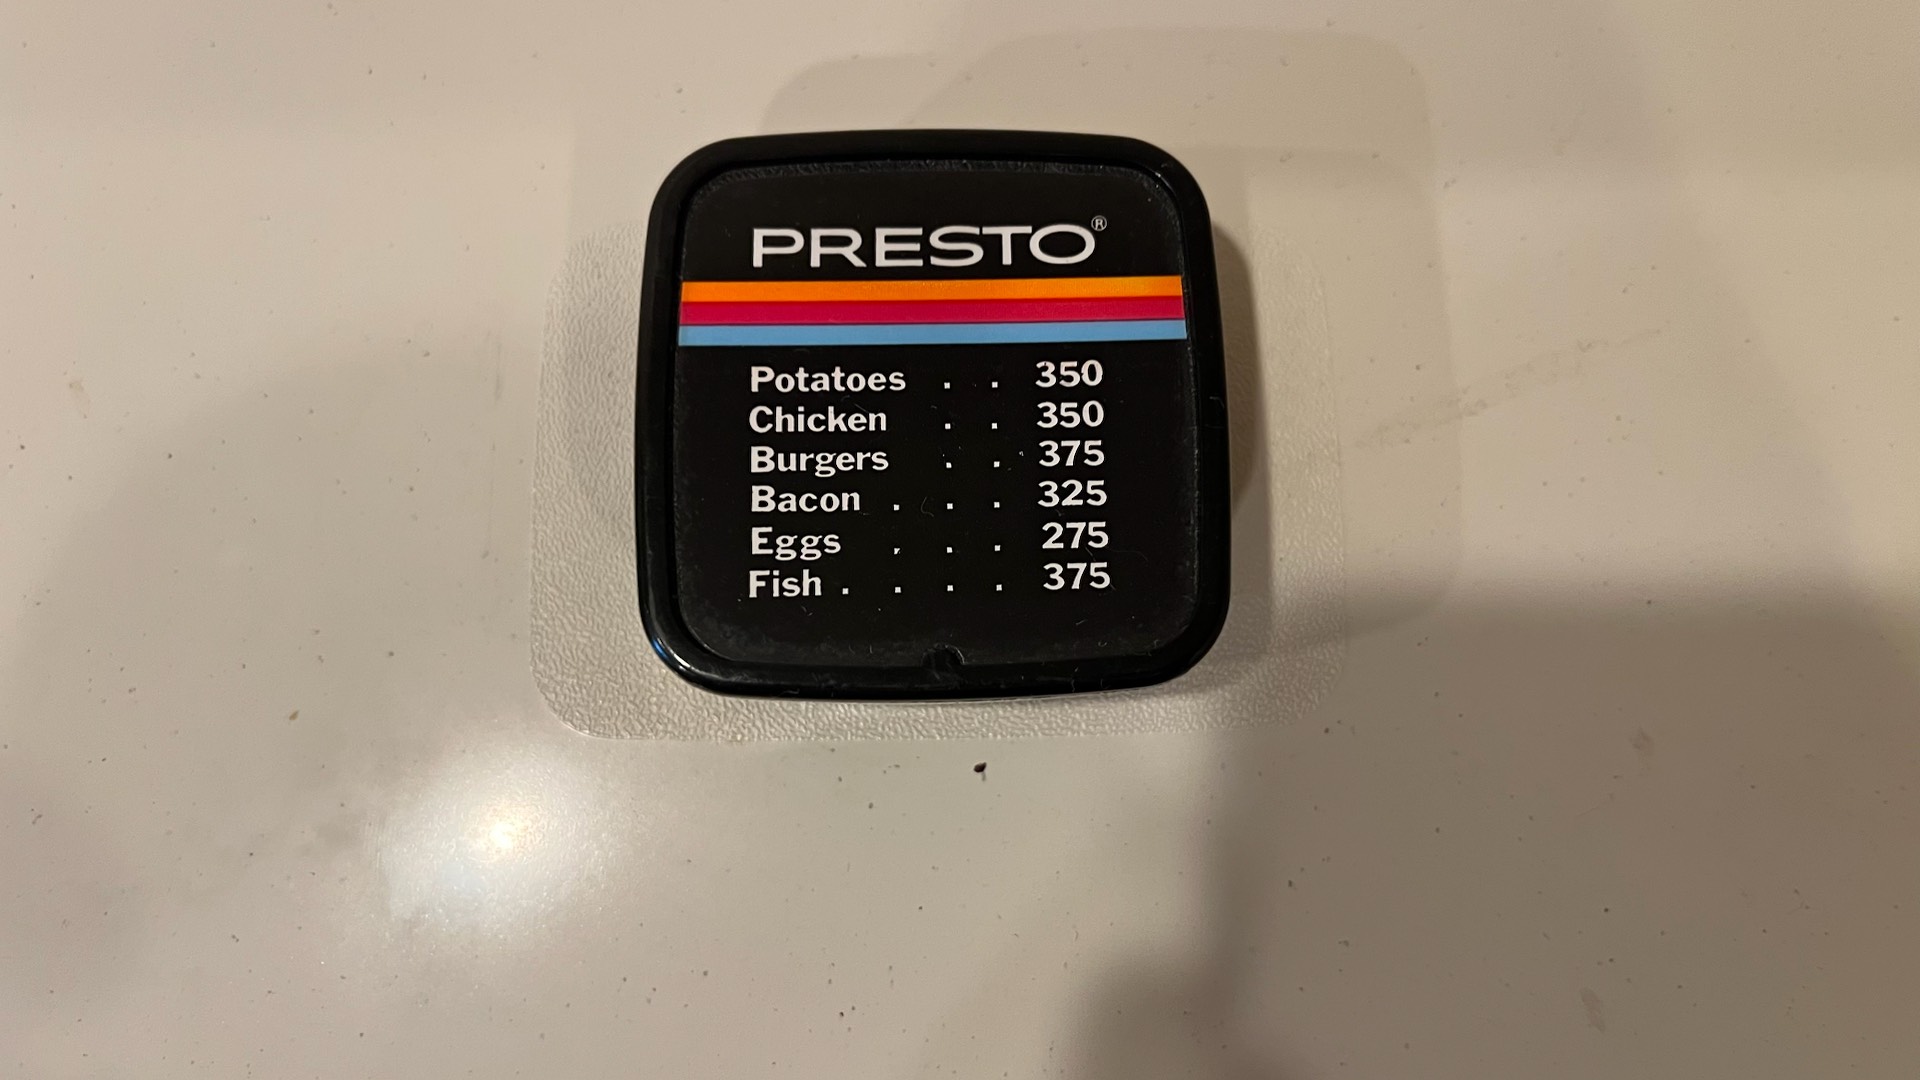 PRESTO®
Potatoes . . 350
Chicken . . 350
Burgers . . 375
Bacon . . . 325
Eggs . . . 275
Fish . . . . 375